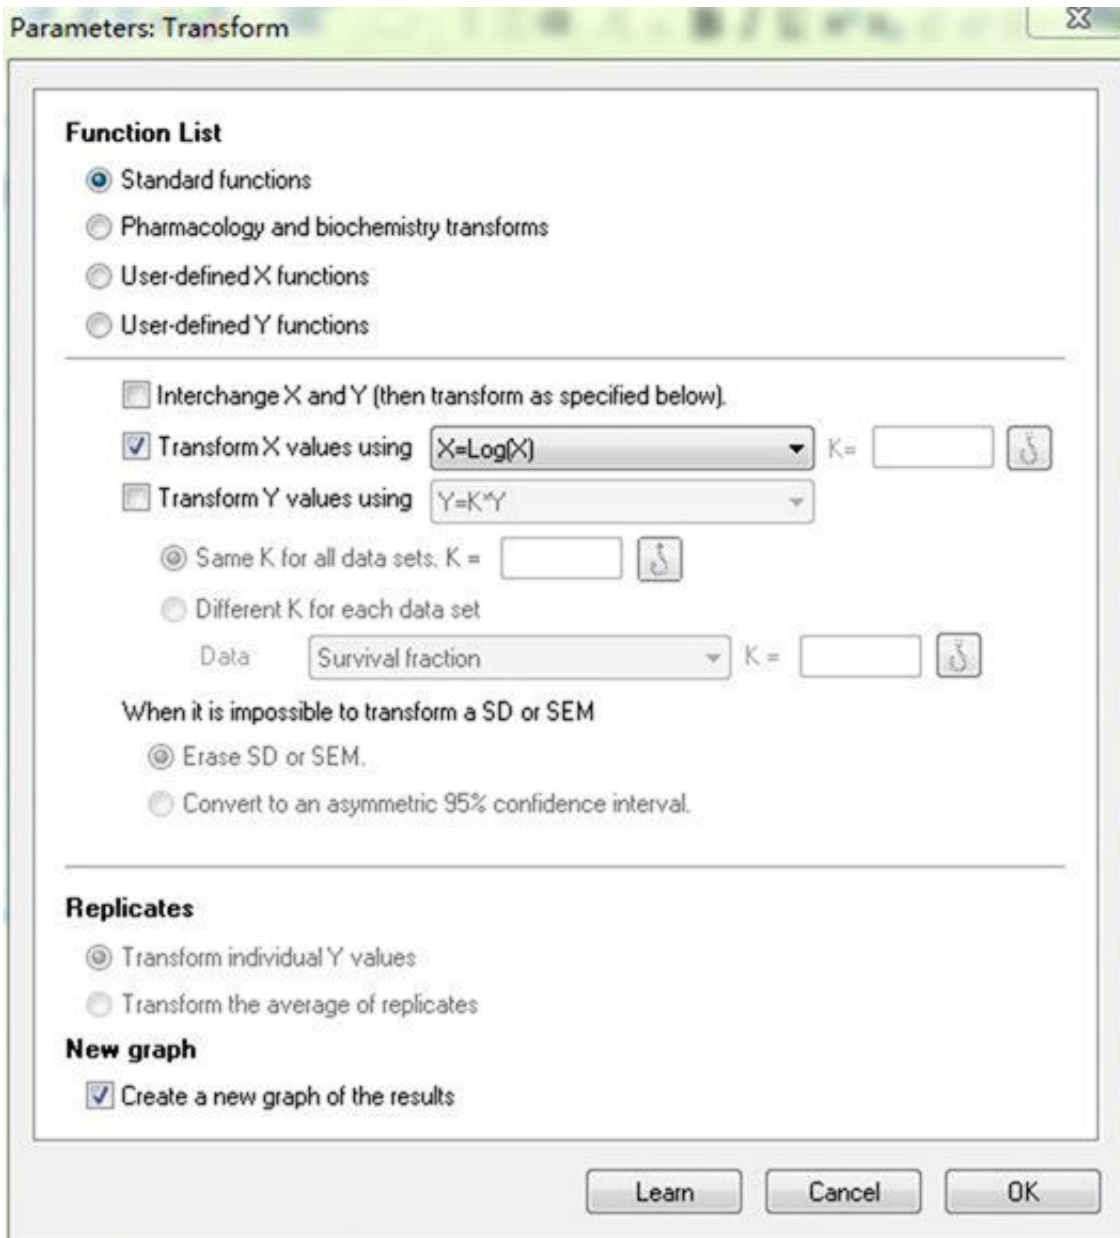 Parameters: Transform
Function List
Standard functions
Pharmacology and biochemistry transforms
User-defined X functions
User-defined Y functions
Interchange X and Y (then transform as specified below).
Transform X values using X=Log(X) K=
Transform Y values using Y=K*Y
Same K for all data sets. K =
Different K for each data set
Data Survival fraction K =
When it is impossible to transform a SD or SEM
Erase SD or SEM.
Convert to an asymmetric 95% confidence interval.
Replicates
Transform individual Y values
Transform the average of replicates
New graph
Create a new graph of the results
Learn Cancel OK